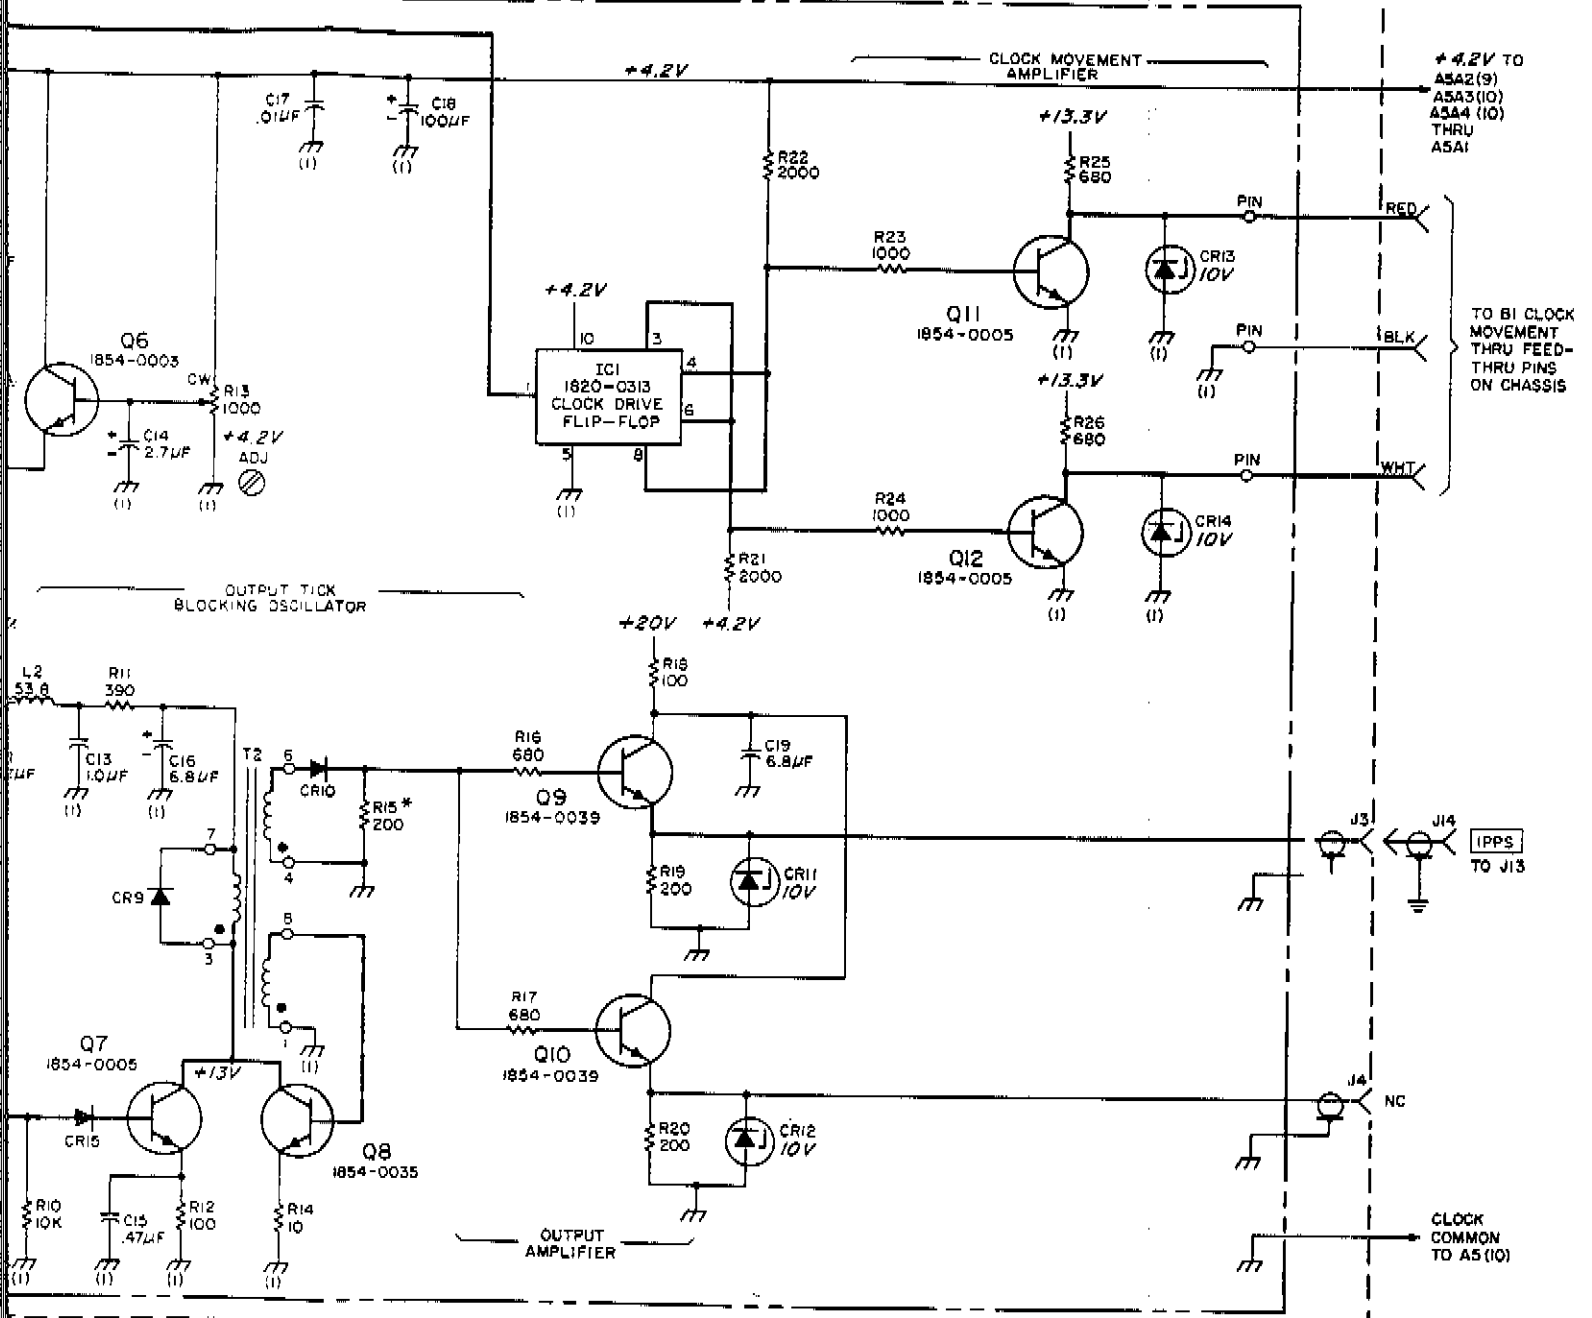 CLOCK MOVEMENT
AMPLIFIER
+4.2V
+4.2V TO
A5A2(9)
A5A3(10)
A5A4(10)
THRU
A5A1
C17
.01µF
(1)
+
-
C18
100µF
(1)
R22
2000
+13.3V
R25
680
PIN
RED
R23
1000
CR13
10V
Q11
1854-0005
(1)
(1)
PIN
BLK
(1)
TO B1 CLOCK
MOVEMENT
THRU FEED-
THRU PINS
ON CHASSIS
Q6
1854-0003
CW
R13
1000
+4.2V
ADJ
+
-
C14
2.7µF
(1)
(1)
+4.2V
10
3
4
1
IC1
1820-0313
CLOCK DRIVE
FLIP-FLOP
6
5
8
(1)
+13.3V
R26
680
PIN
WHT
R24
1000
CR14
10V
Q12
1854-0005
(1)
(1)
R21
2000
+4.2V
OUTPUT TICK
BLOCKING OSCILLATOR
+20V
R18
100
L2
53.8
R11
390
C13
1.0µF
(1)
+
-
C16
6.8µF
(1)
µF
T2
6
CR10
R15*
200
4
7
CR9
3
8
1
(1)
R16
680
Q9
1854-0039
C19
6.8µF
R19
200
CR11
10V
J3
J14
1PPS
TO J13
R17
680
Q10
1854-0039
R20
200
CR12
10V
J4
NC
Q7
1854-0005
+13V
CR15
Q8
1854-0035
R10
10K
(1)
C15
.47µF
(1)
R12
100
(1)
R14
10
(1)
OUTPUT
AMPLIFIER
CLOCK
COMMON
TO A5(10)